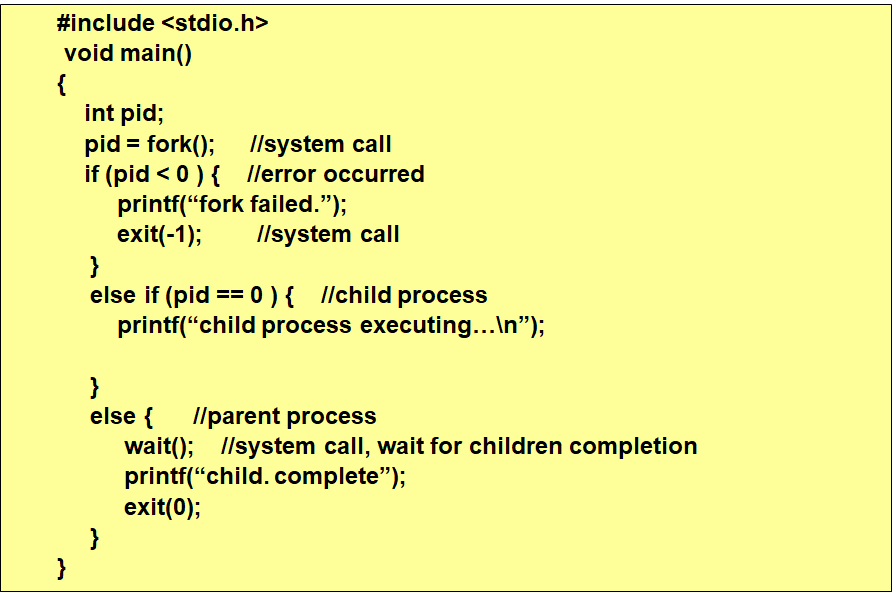 #include <stdio.h>
void main()
{
int pid;
pid = fork(); //system call
if (pid < 0 ) { //error occurred
printf(“fork failed.”);
exit(-1); //system call
}
else if (pid == 0 ) { //child process
printf(“child process executing…\n”);
}
else { //parent process
wait(); //system call, wait for children completion
printf(“child. complete”);
exit(0);
}
}